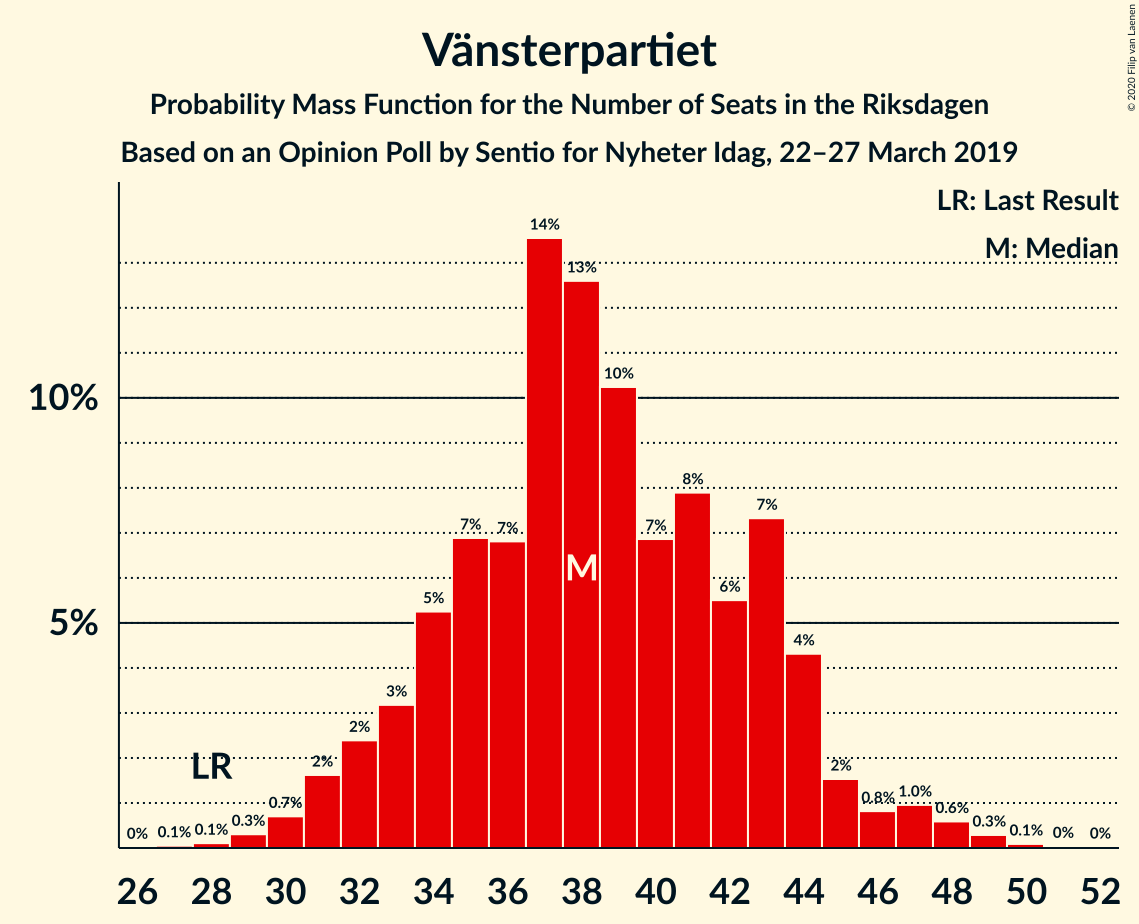 Vänsterpartiet
Probability Mass Function for the Number of Seats in the Riksdagen
Based on an Opinion Poll by Sentio for Nyheter Idag, 22–27 March 2019
© 2020 Filip van Laenen
LR: Last Result
M: Median
10%
5%
0% 0.1% 0.1% 0.3% 0.7% 2% 2% 3% 5% 7% 7% 14% 13% 10% 7% 8% 6% 7% 4% 2% 0.8% 1.0% 0.6% 0.3% 0.1% 0% 0%
LR
M
26 28 30 32 34 36 38 40 42 44 46 48 50 52